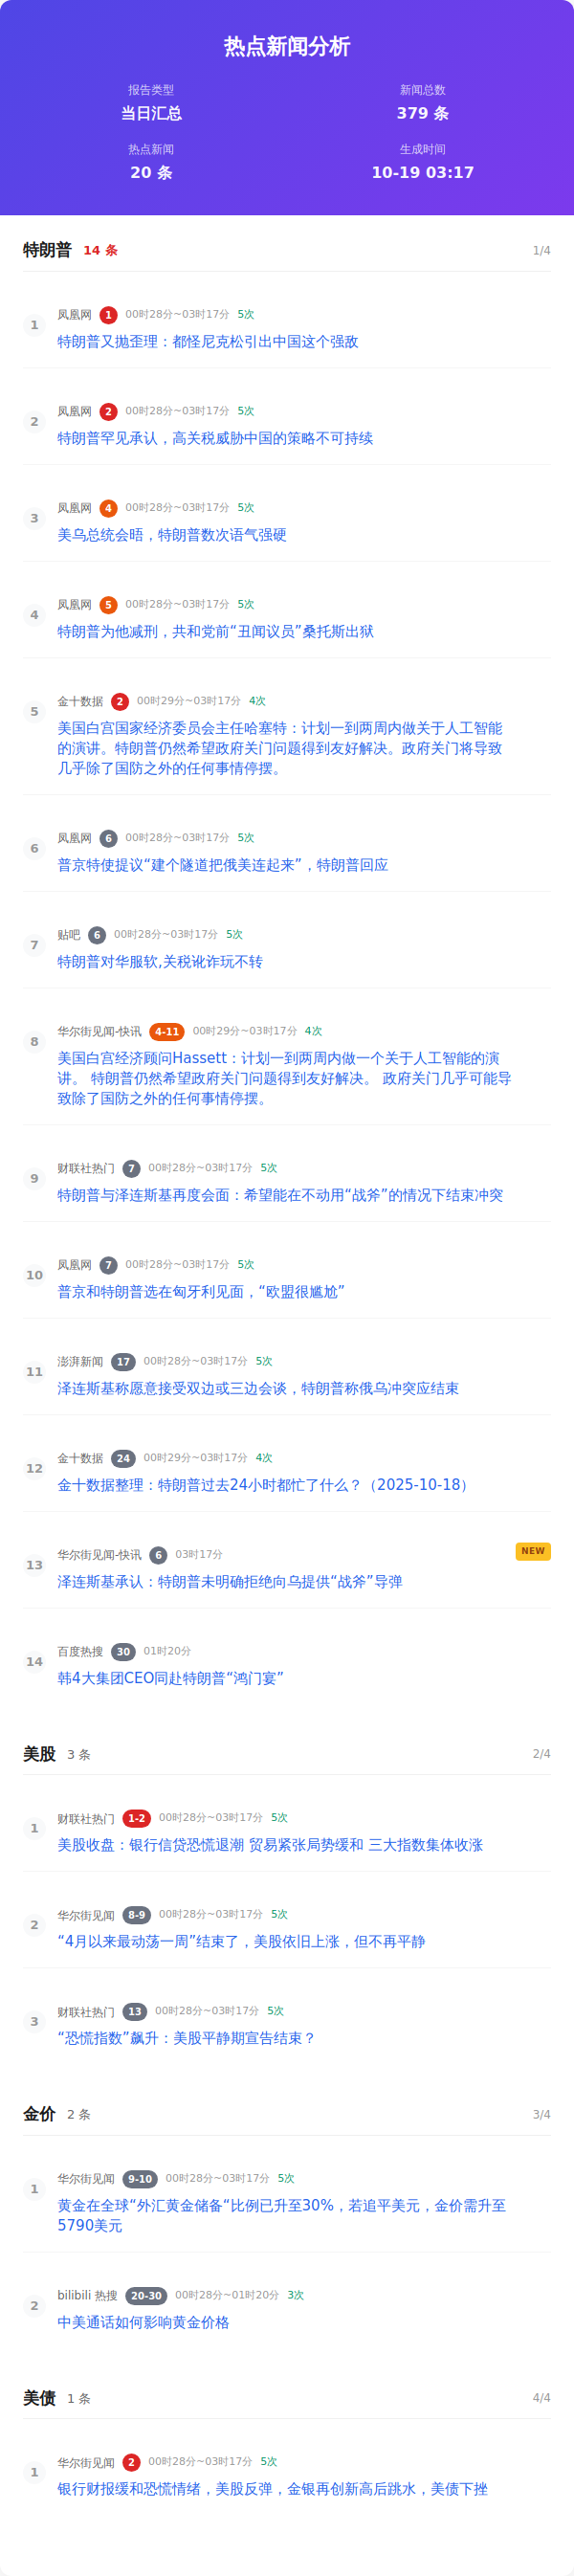 热点新闻分析
报告类型
新闻总数
当日汇总
379 条
热点新闻
生成时间
20 条
10-19 03:17
特朗普 14 条 1/4
1 凤凰网 1 00时28分~03时17分 5次
特朗普又抛歪理：都怪尼克松引出中国这个强敌
2 凤凰网 2 00时28分~03时17分 5次
特朗普罕见承认，高关税威胁中国的策略不可持续
3 凤凰网 4 00时28分~03时17分 5次
美乌总统会晤，特朗普数次语气强硬
4 凤凰网 5 00时28分~03时17分 5次
特朗普为他减刑，共和党前“丑闻议员”桑托斯出狱
5 金十数据 2 00时29分~03时17分 4次
美国白宫国家经济委员会主任哈塞特：计划一到两周内做关于人工智能
的演讲。特朗普仍然希望政府关门问题得到友好解决。政府关门将导致
几乎除了国防之外的任何事情停摆。
6 凤凰网 6 00时28分~03时17分 5次
普京特使提议“建个隧道把俄美连起来”，特朗普回应
7 贴吧 6 00时28分~03时17分 5次
特朗普对华服软,关税讹诈玩不转
8 华尔街见闻-快讯 4-11 00时29分~03时17分 4次
美国白宫经济顾问Hassett：计划一到两周内做一个关于人工智能的演
讲。 特朗普仍然希望政府关门问题得到友好解决。 政府关门几乎可能导
致除了国防之外的任何事情停摆。
9 财联社热门 7 00时28分~03时17分 5次
特朗普与泽连斯基再度会面：希望能在不动用“战斧”的情况下结束冲突
10 凤凰网 7 00时28分~03时17分 5次
普京和特朗普选在匈牙利见面，“欧盟很尴尬”
11 澎湃新闻 17 00时28分~03时17分 5次
泽连斯基称愿意接受双边或三边会谈，特朗普称俄乌冲突应结束
12 金十数据 24 00时29分~03时17分 4次
金十数据整理：特朗普过去24小时都忙了什么？（2025-10-18）
13 华尔街见闻-快讯 6 03时17分 NEW
泽连斯基承认：特朗普未明确拒绝向乌提供“战斧”导弹
14 百度热搜 30 01时20分
韩4大集团CEO同赴特朗普“鸿门宴”
美股 3 条 2/4
1 财联社热门 1-2 00时28分~03时17分 5次
美股收盘：银行信贷恐慌退潮 贸易紧张局势缓和 三大指数集体收涨
2 华尔街见闻 8-9 00时28分~03时17分 5次
“4月以来最动荡一周”结束了，美股依旧上涨，但不再平静
3 财联社热门 13 00时28分~03时17分 5次
“恐慌指数”飙升：美股平静期宣告结束？
金价 2 条 3/4
1 华尔街见闻 9-10 00时28分~03时17分 5次
黄金在全球“外汇黄金储备“比例已升至30%，若追平美元，金价需升至
5790美元
2 bilibili 热搜 20-30 00时28分~01时20分 3次
中美通话如何影响黄金价格
美债 1 条 4/4
1 华尔街见闻 2 00时28分~03时17分 5次
银行财报缓和恐慌情绪，美股反弹，金银再创新高后跳水，美债下挫